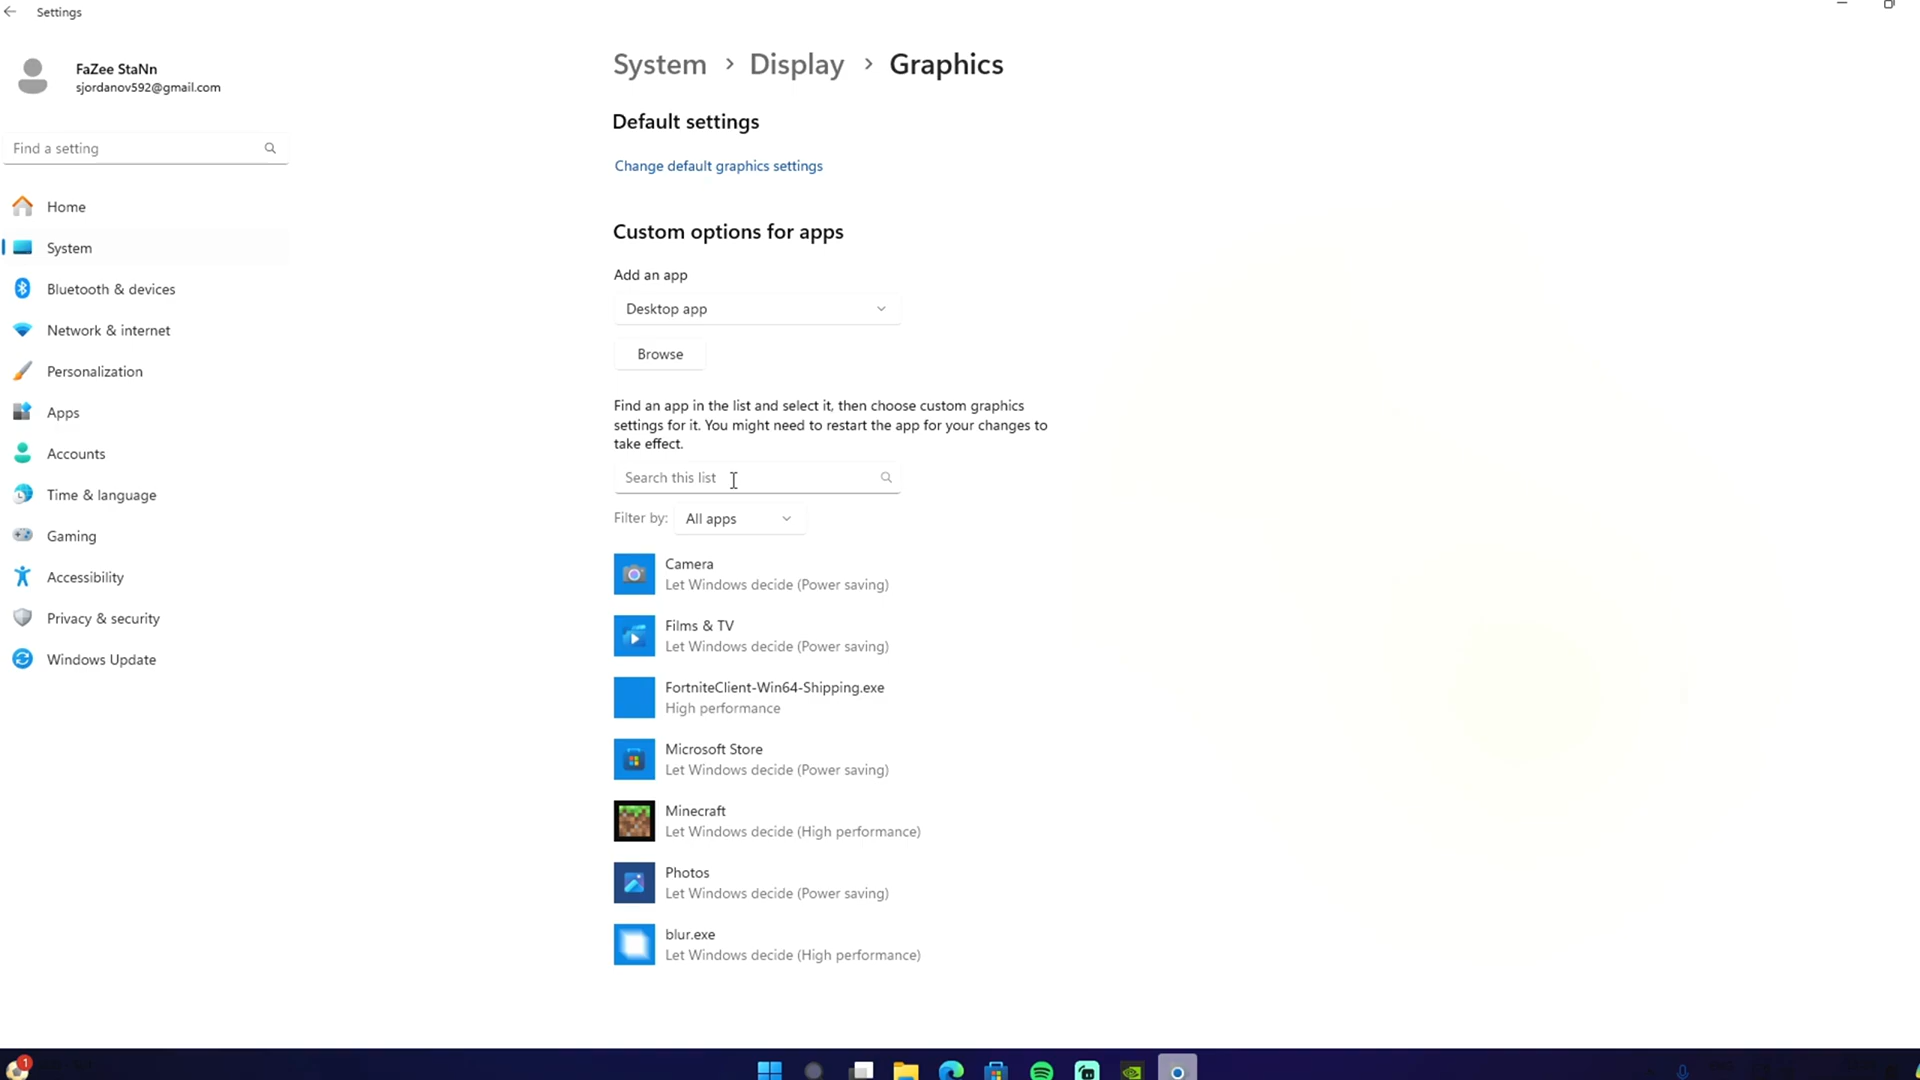 Settings
FaZee StaNn
sjordanov592@gmail.com
Find a setting
Home
System
Bluetooth & devices
Network & internet
Personalization
Apps
Accounts
Time & language
Gaming
Accessibility
Privacy & security
Windows Update
System > Display > Graphics
Default settings
Change default graphics settings
Custom options for apps
Add an app
Desktop app
Browse
Find an app in the list and select it, then choose custom graphics
settings for it. You might need to restart the app for your changes to
take effect.
Search this list
Filter by: All apps
Camera
Let Windows decide (Power saving)
Films & TV
Let Windows decide (Power saving)
FortniteClient-Win64-Shipping.exe
High performance
Microsoft Store
Let Windows decide (Power saving)
Minecraft
Let Windows decide (High performance)
Photos
Let Windows decide (Power saving)
blur.exe
Let Windows decide (High performance)
1